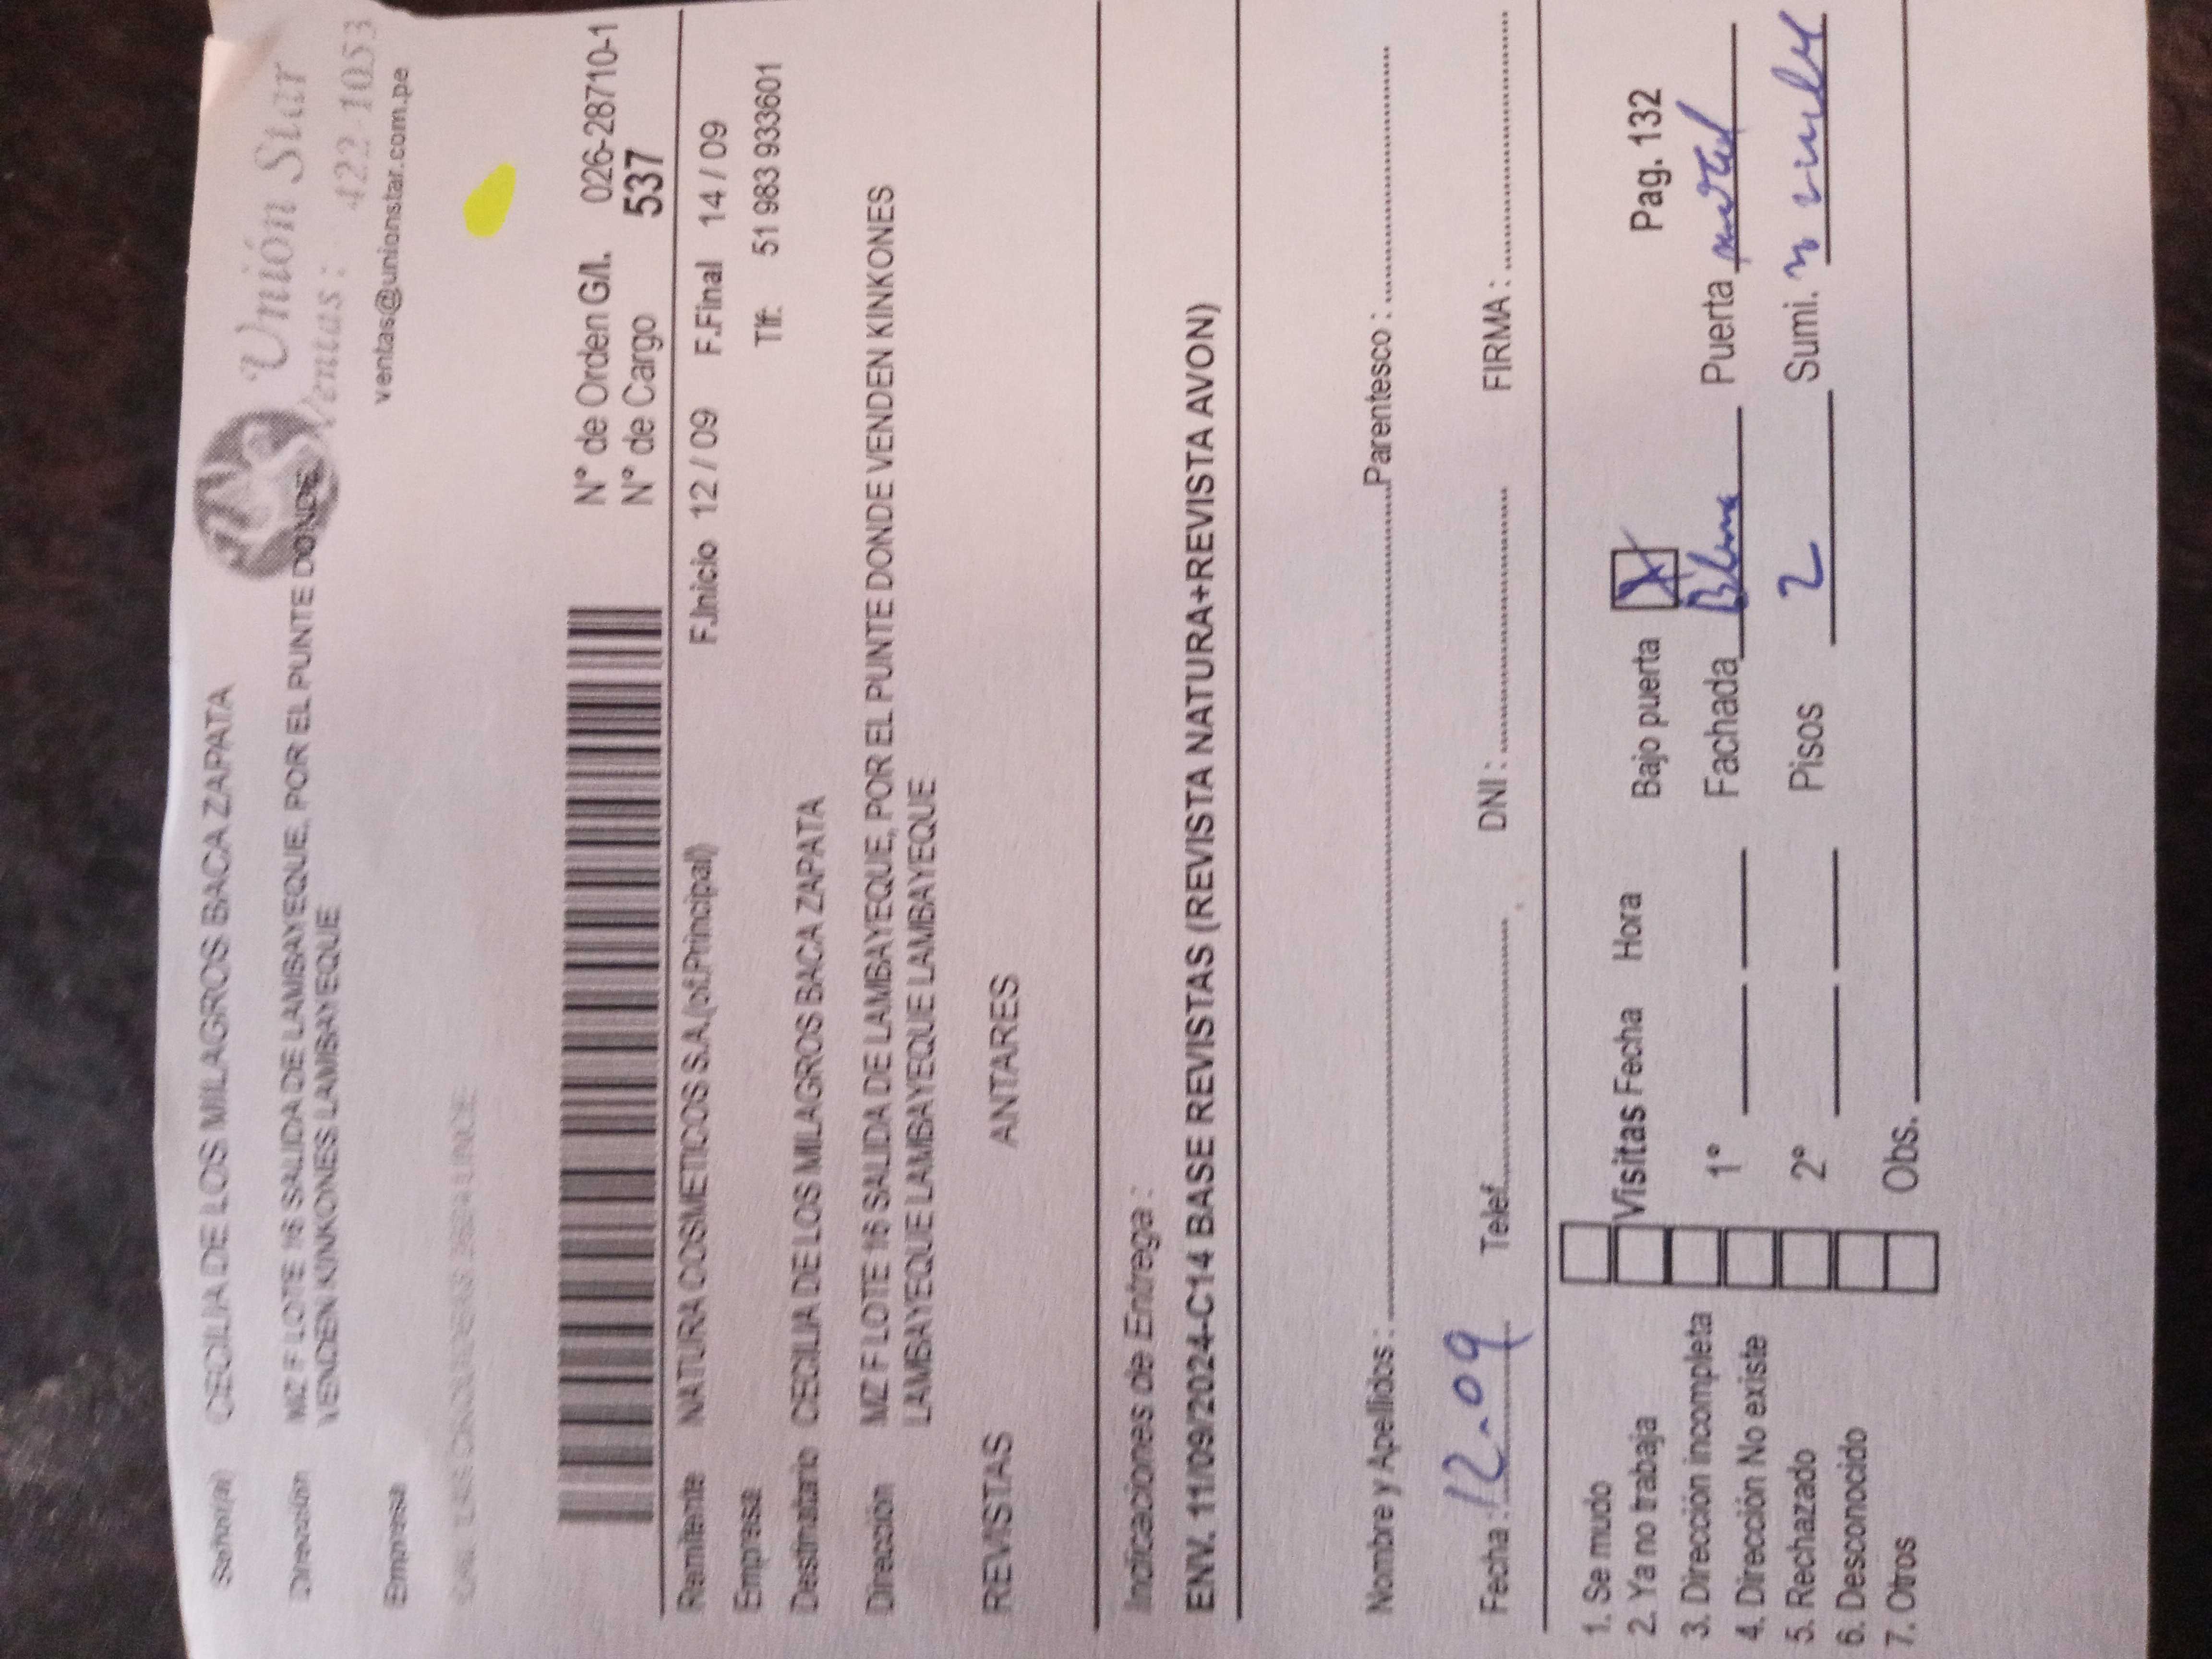 Unión Star
Ventas: 422-1053
ventas@unionstar.com.pe
Señor(a) CECILIA DE LOS MILAGROS BACA ZAPATA
Dirección MZ F LOTE 16 SALIDA DE LAMBAYEQUE, POR EL PUNTE DONDE
VENDEN KINKONES LAMBAYEQUE
Empresa
N° de Orden G/I. 026-28710-1
N° de Cargo 537
Remitente NATURA COSMETICOS S.A.(of.Principal) F.Inicio 12 / 09 F.Final 14 / 09
Empresa Tlf: 51 983 933601
Destinatario CECILIA DE LOS MILAGROS BACA ZAPATA
Dirección MZ F LOTE 16 SALIDA DE LAMBAYEQUE, POR EL PUNTE DONDE VENDEN KINKONES
LAMBAYEQUE LAMBAYEQUE LAMBAYEQUE
REVISTAS ANTARES
Indicaciones de Entrega :
ENV. 11/09/2024-C14 BASE REVISTAS (REVISTA NATURA+REVISTA AVON)
Nombre y Apellidos : Parentesco :
Fecha : 12.09 Telef. DNI : FIRMA :
1. Se mudo
2. Ya no trabaja Visitas Fecha Hora Bajo puerta X Pag. 132
3. Dirección incompleta 1° Fachada Puerta
4. Dirección No existe
5. Rechazado 2° Pisos 2 Sumi.
6. Desconocido
7. Otros Obs.